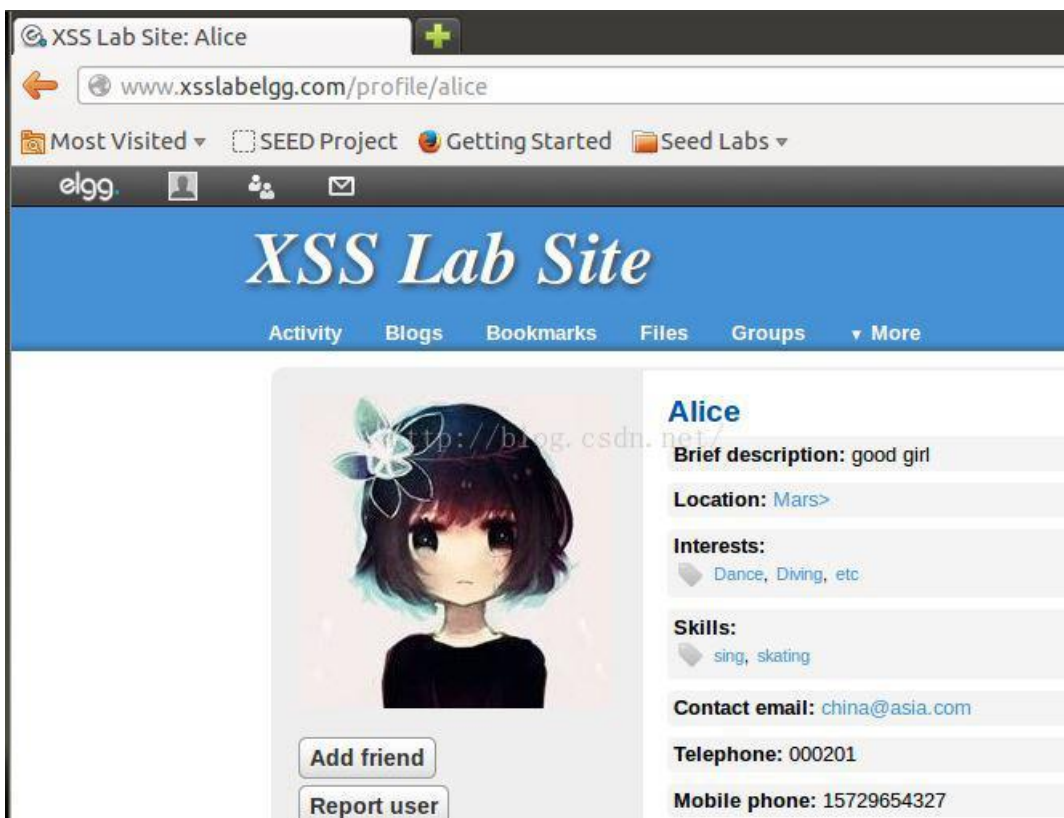 XSS Lab Site: Alice
www.xsslabelgg.com/profile/alice
Most Visited SEED Project Getting Started Seed Labs
elgg.
XSS Lab Site
Activity Blogs Bookmarks Files Groups More
Alice
http://blog.csdn.net/
Brief description: good girl
Location: Mars>
Interests:
Dance, Diving, etc
Skills:
sing, skating
Contact email: china@asia.com
Add friend
Telephone: 000201
Report user
Mobile phone: 15729654327